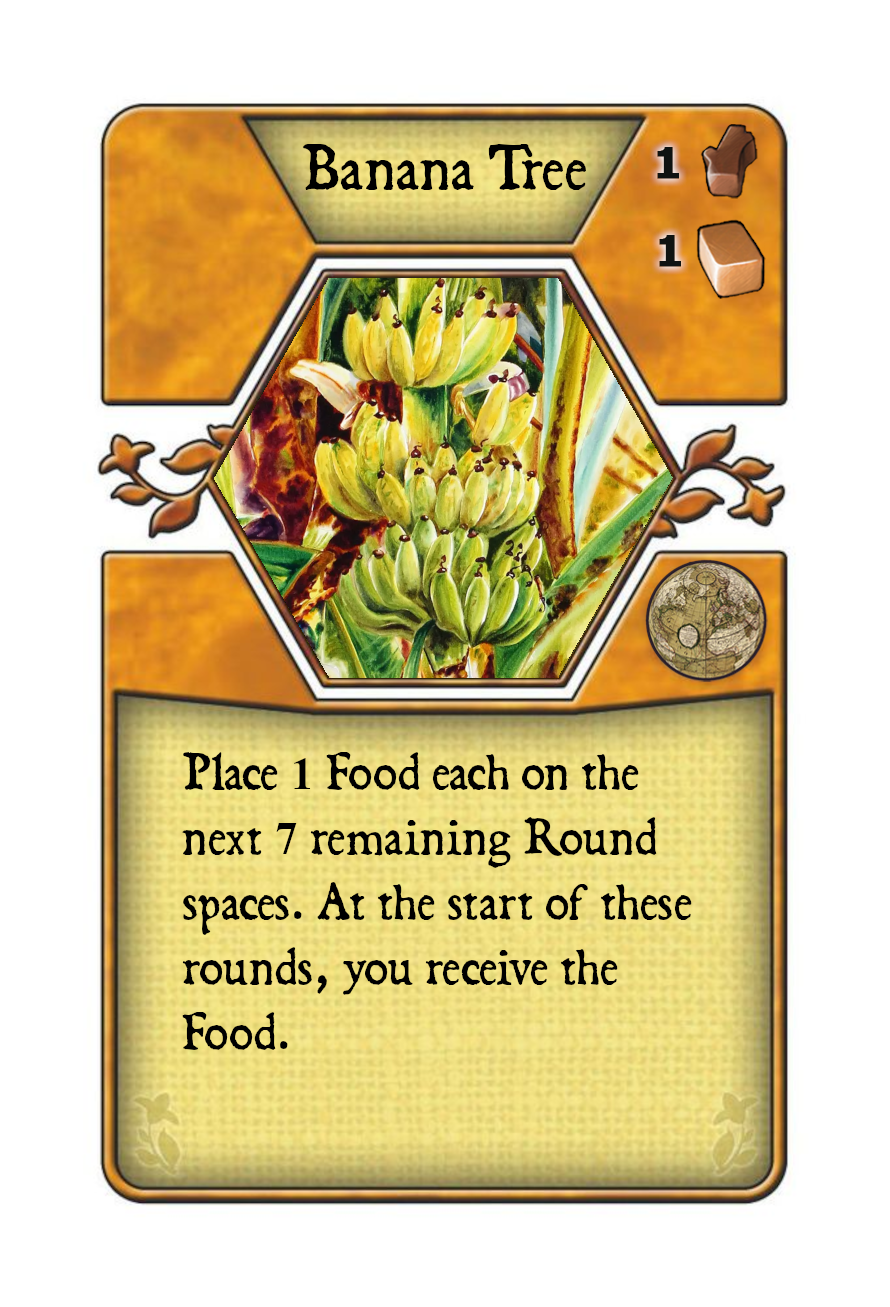 Banana Tree
1
1
Place 1 Food each on the
next 7 remaining Round
spaces. At the start of these
rounds, you receive the
Food.